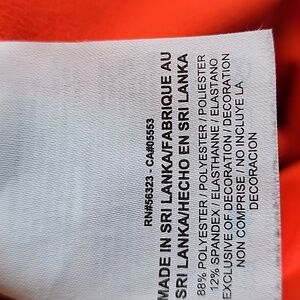 RN#56323 - CA#05553
MADE IN SRI LANKA/FABRIQUE AU
SRI LANKA/HECHO EN SRI LANKA
88% POLYESTER / POLYESTER / POLIESTER
12% SPANDEX / ELASTHANNE / ELASTANO
EXCLUSIVE OF DECORATION / DECORATION
NON COMPRISE / NO INCLUYE LA
DECORACION